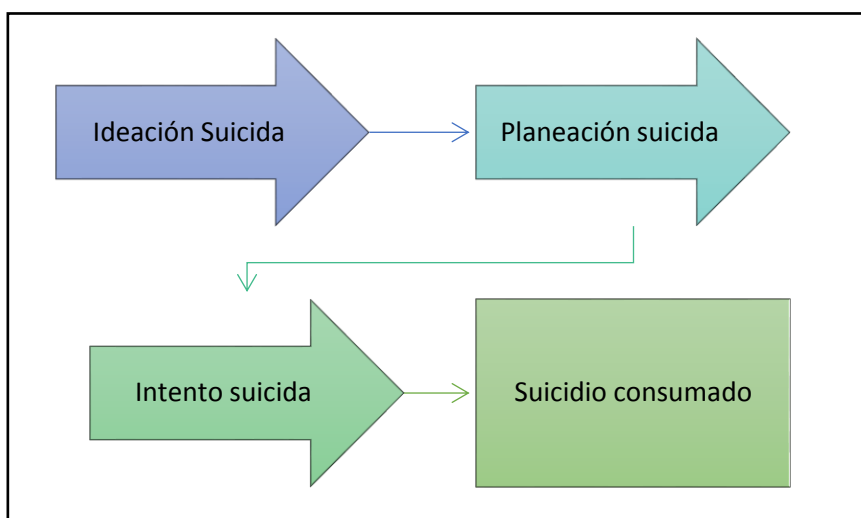 Ideación Suicida
Planeación suicida
Intento suicida
Suicidio consumado